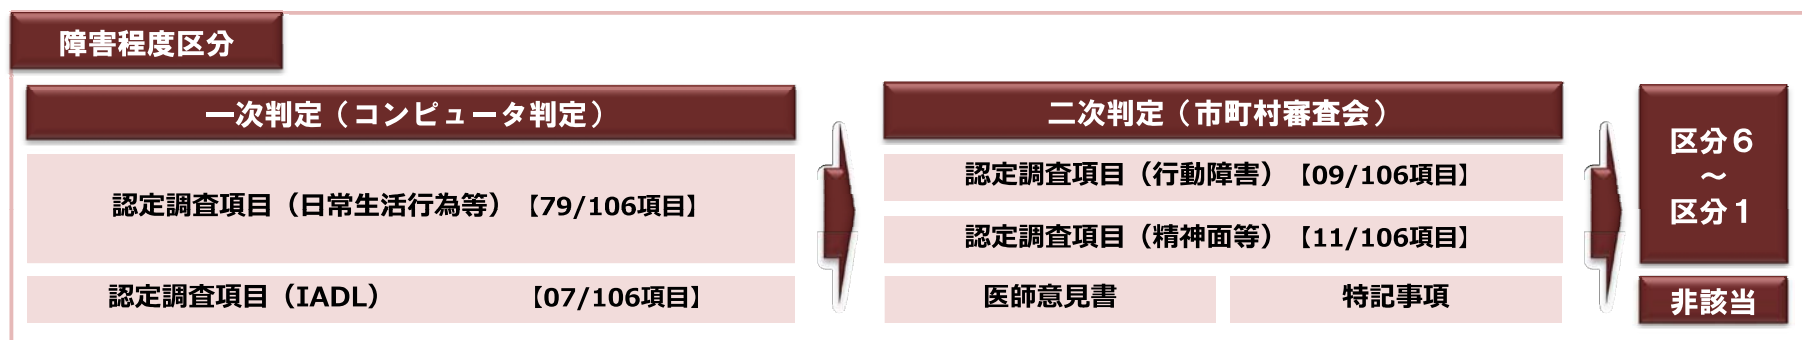 障害程度区分
一次判定（コンピュータ判定）
認定調査項目（日常生活行為等）【79/106項目】
認定調査項目（IADL）　【07/106項目】
二次判定（市町村審査会）
認定調査項目（行動障害）【09/106項目】
認定調査項目（精神面等）【11/106項目】
医師意見書
特記事項
区分６
～
区分１
非該当